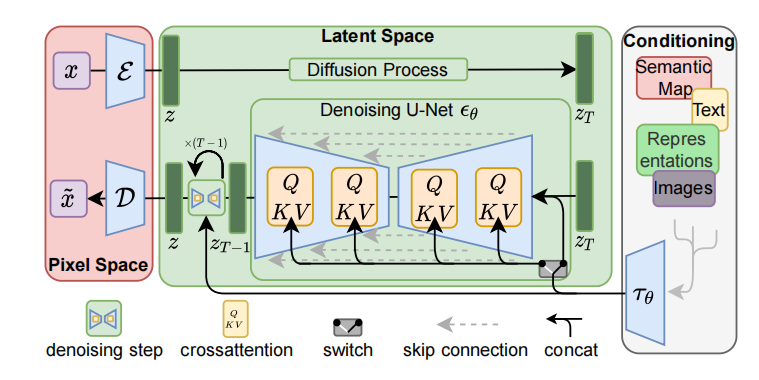 Latent Space
Conditioning
Semantic
Map
Text
Repres
entations
Images
x
ℰ
Diffusion Process
z
z_T
Denoising U-Net ϵ_θ
×(T−1)
Q
KV
Q
KV
Q
KV
Q
KV
x̃
𝒟
z
z_{T−1}
z_T
τ_θ
Pixel Space
Q
KV
denoising step
crossattention
switch
skip connection
concat